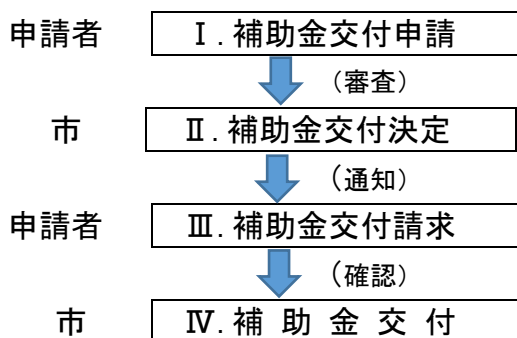 申請者 Ⅰ.補助金交付申請
(審査)
市 Ⅱ.補助金交付決定
(通知)
申請者 Ⅲ.補助金交付請求
(確認)
市 Ⅳ.補 助 金 交 付